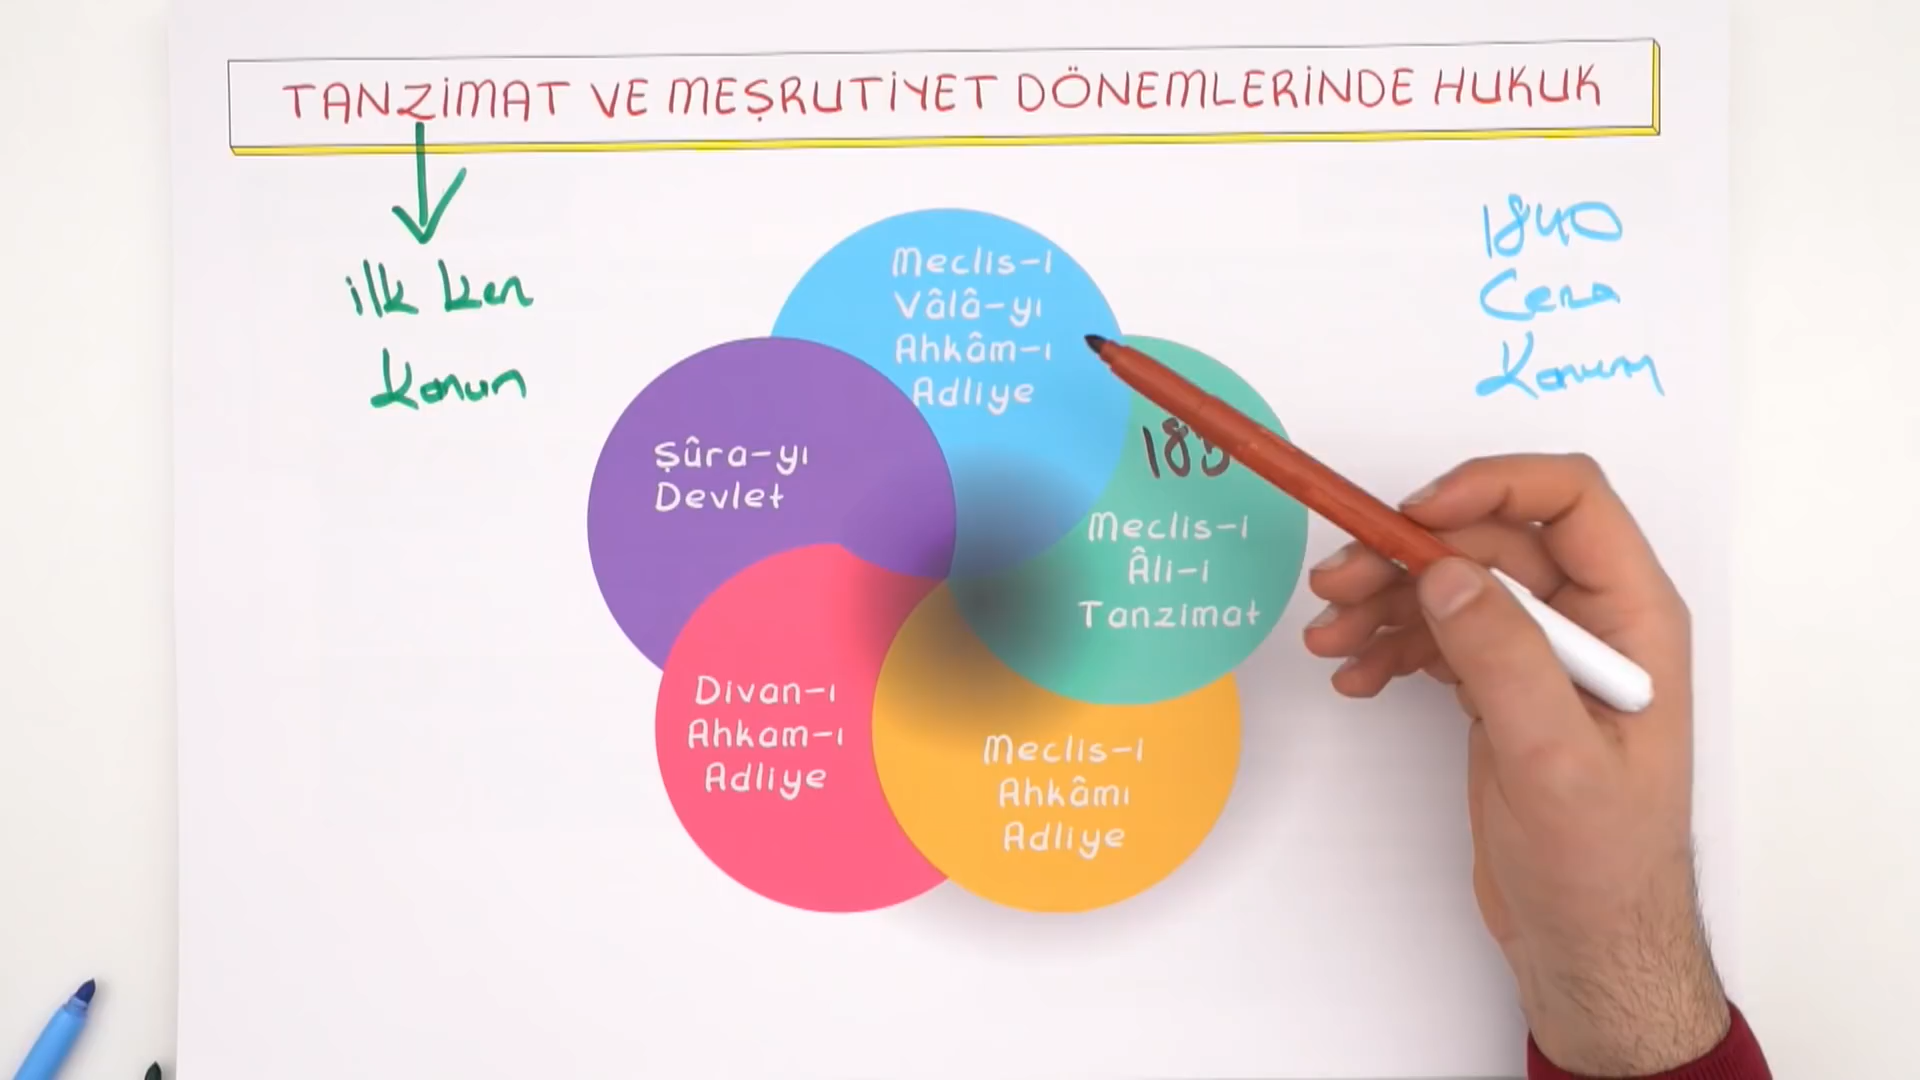 TANZİMAT VE MEŞRUTİYET DÖNEMLERİNDE HUKUK
ilk
kanun
Meclis-i
Vâlâ-yı
Ahkâm-ı
Adliye
1840
Ceza
Kanunu
Şûra-yı
Devlet
Meclis-i
Âli-i
Tanzimat
Divan-ı
Ahkam-ı
Adliye
Meclis-i
Ahkâmı
Adliye